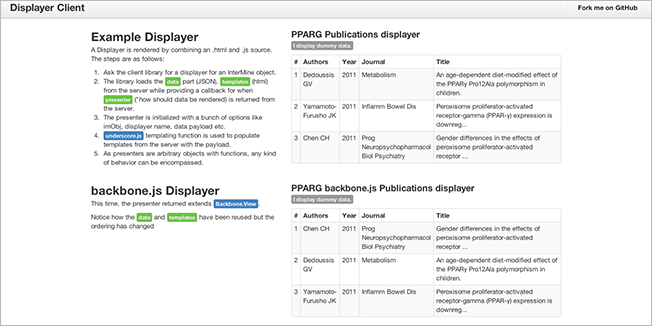 Displayer Client
Fork me on GitHub
Example Displayer
A Displayer is rendered by combining an .html and .js source.
The steps are as follows:
1. Ask the client library for a displayer for an InterMine object.
2. The library loads the data part (JSON), templates (html)
from the server while providing a callback for when
presenter ("how should data be rendered) is returned from
the server.
3. The presenter is initialized with a bunch of options like
imObj, displayer name, data payload etc.
4. underscore.js templating function is used to populate
templates from the server with the payload.
5. As presenters are arbitrary objects with functions, any kind
of behavior can be encompassed.
PPARG Publications displayer
I display dummy data.
# Authors Year Journal Title
1 Dedoussis GV 2011 Metabolism An age-dependent diet-modified effect of
the PPARγ Pro12Ala polymorphism in
children.
2 Yamamoto-Furusho JK 2011 Inflamm Bowel Dis Peroxisome proliferator-activated
receptor-gamma (PPAR-γ) expression is
downreg...
3 Chen CH 2011 Prog Neuropsychopharmacol Biol Psychiatry Gender differences in the effects of
peroxisome proliferator-activated
receptor ...
backbone.js Displayer
This time, the presenter returned extends Backbone.View.
Notice how the data and templates have been reused but the
ordering has changed
PPARG backbone.js Publications displayer
I display dummy data.
# Authors Year Journal Title
1 Chen CH 2011 Prog Neuropsychopharmacol Biol Psychiatry Gender differences in the effects of
peroxisome proliferator-activated
receptor ...
2 Dedoussis GV 2011 Metabolism An age-dependent diet-modified effect of
the PPARγ Pro12Ala polymorphism in
children.
3 Yamamoto-Furusho JK 2011 Inflamm Bowel Dis Peroxisome proliferator-activated
receptor-gamma (PPAR-γ) expression is
downreg...